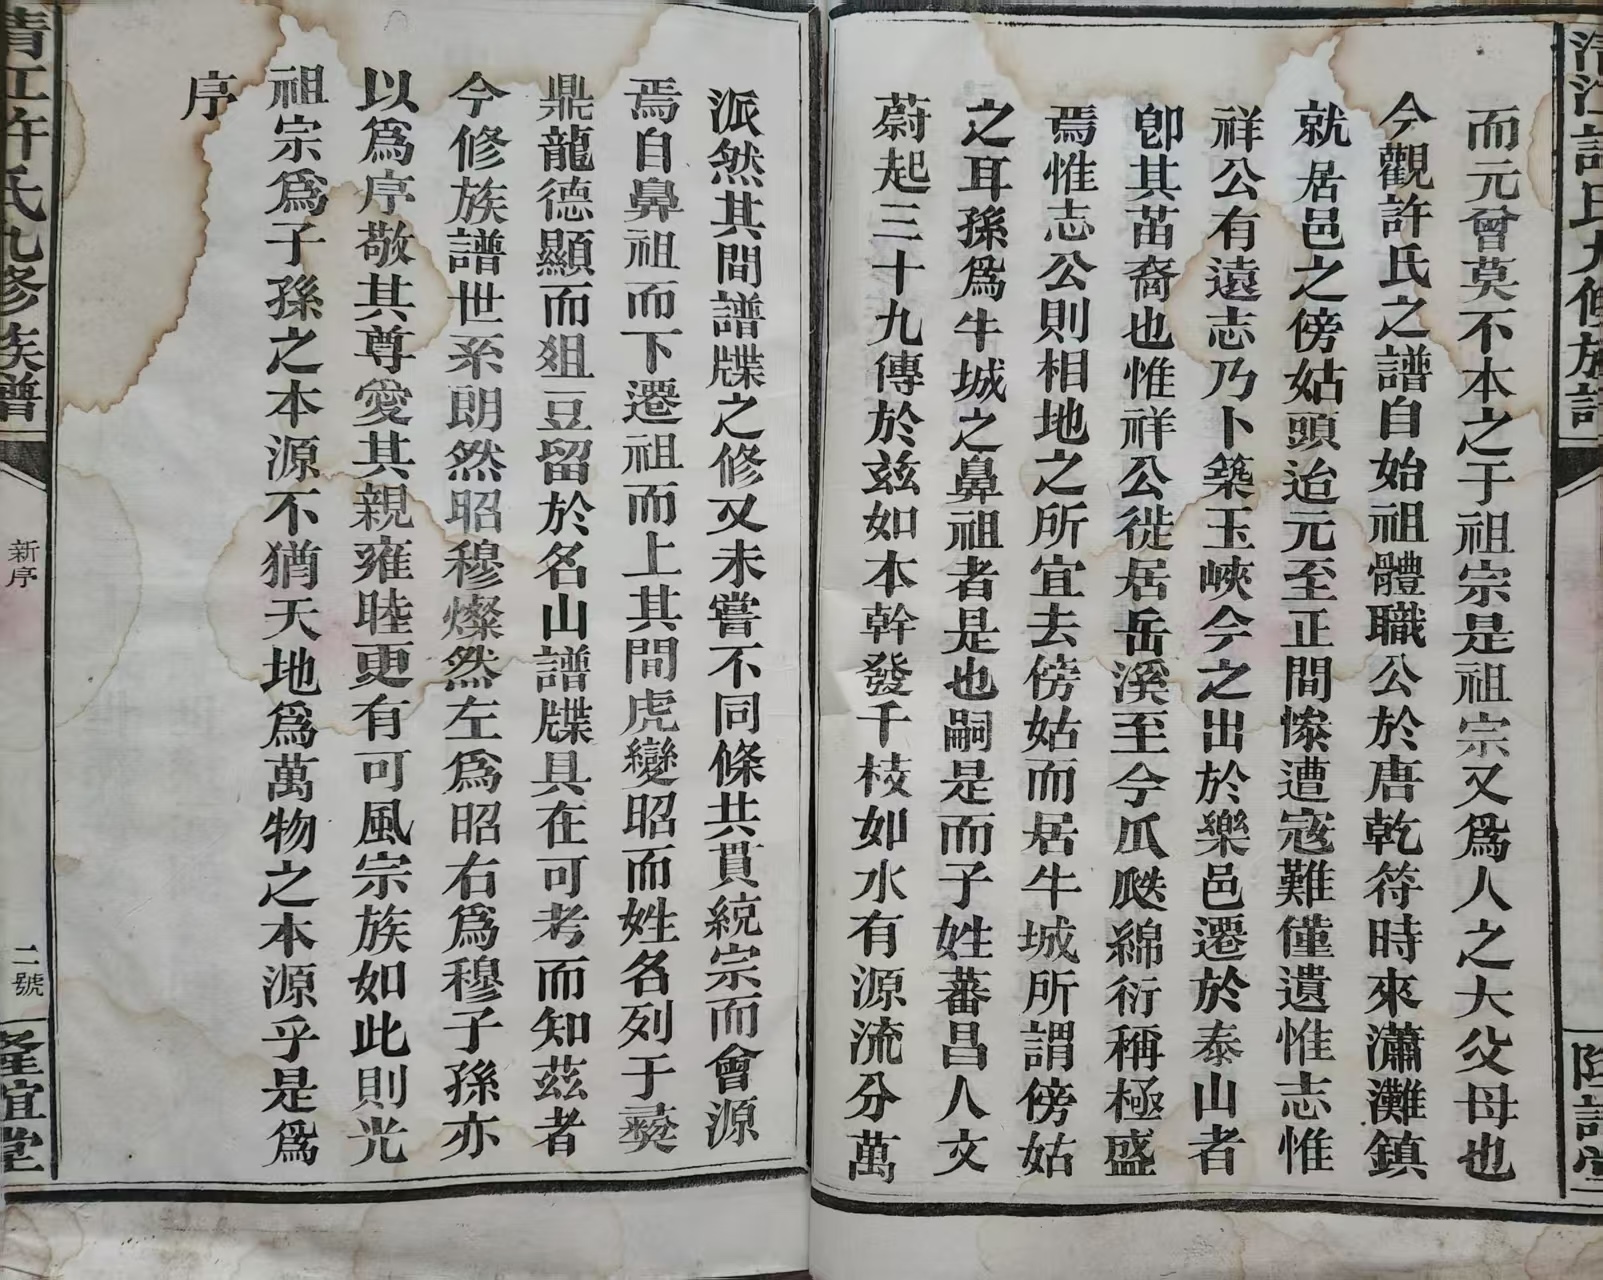 清江許氏九修族譜
而元曾莫不本之于祖宗是祖宗又為人之大父母也
今觀許氏之譜自始祖體職公於唐乾符時來瀟灘鎮
就居邑之傍姑頭迨元至正間慘遭寇難僅遺惟志惟
祥公有遠志乃卜築玉峽今之出於樂邑遷於泰山者
卽其苗裔也惟祥公徙居岳溪至今瓜瓞綿衍稱極盛
焉惟志公則相地之所宜去傍姑而居牛城所謂傍姑
之耳孫爲牛城之鼻祖者是也嗣是而子姓蕃昌人文
蔚起三十九傳於兹如木幹發千枝如水有源流分萬
派然其間譜牒之修又未嘗不同條共貫統宗而會源
焉自鼻祖而下遷祖而上其間虎變昭而姓名列于彛
鼎龍德顯而俎豆留於名山譜牒具在可考而知茲者
今修族譜世系朗然昭穆燦然左爲昭右爲穆子孫亦
以爲序敬其尊愛其親雍睦更有可風宗族如此則光
祖宗爲子孫之本源不猶天地爲萬物之本源乎是爲
序
清江許氏九修族譜
新序
二號
隆誼堂